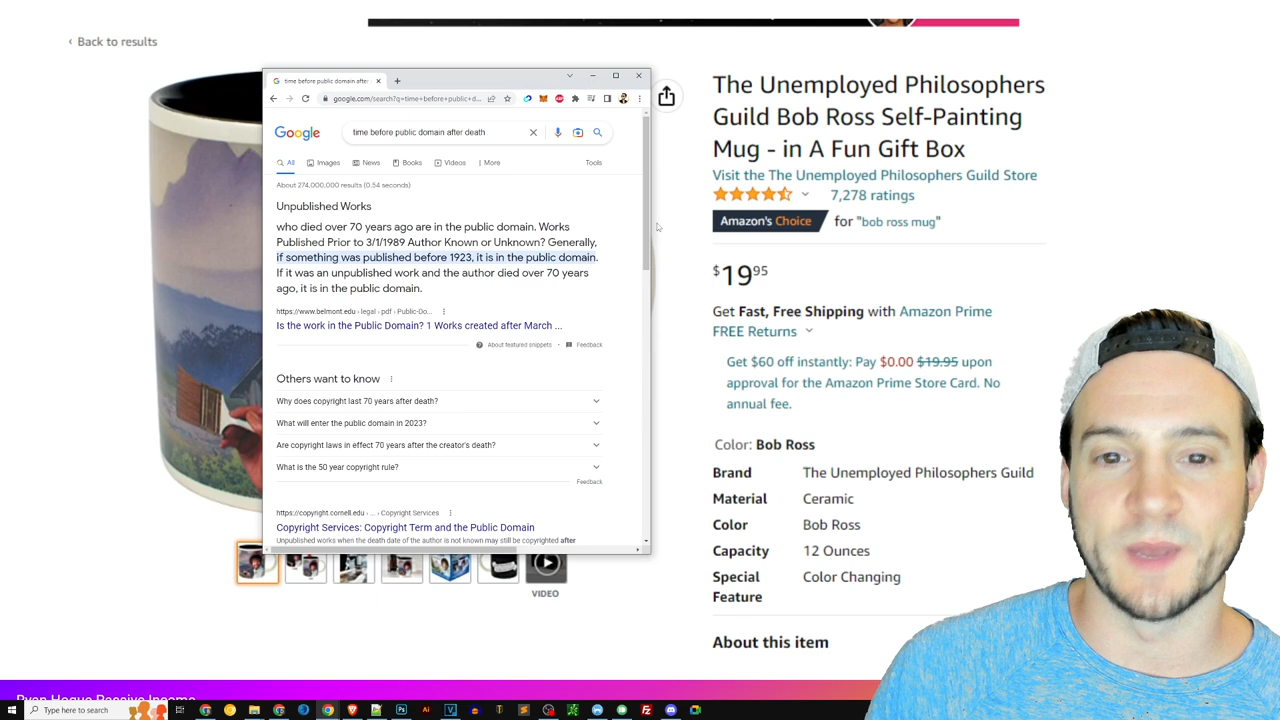 ‹ Back to results
The Unemployed Philosophers
Guild Bob Ross Self-Painting
Mug - in A Fun Gift Box
Visit the The Unemployed Philosophers Guild Store
7,278 ratings
Amazon's Choice for "bob ross mug"
$19 95
Get Fast, Free Shipping with Amazon Prime
FREE Returns
Get $60 off instantly: Pay $0.00 $19.95 upon
approval for the Amazon Prime Store Card. No
annual fee.
Color: Bob Ross
Brand The Unemployed Philosophers Guild
Material Ceramic
Color Bob Ross
Capacity 12 Ounces
Special Color Changing
Feature
About this item
time before public domain after
google.com/search?q=time+before+public+d...
Google
time before public domain after death
All Images News Books Videos More Tools
About 274,000,000 results (0.54 seconds)
Unpublished Works
who died over 70 years ago are in the public domain. Works
Published Prior to 3/1/1989 Author Known or Unknown? Generally,
if something was published before 1923, it is in the public domain.
If it was an unpublished work and the author died over 70 years
ago, it is in the public domain.
https://www.belmont.edu › legal › pdf › Public-Do...
Is the work in the Public Domain? 1 Works created after March ...
About featured snippets • Feedback
Others want to know
Why does copyright last 70 years after death?
What will enter the public domain in 2023?
Are copyright laws in effect 70 years after the creator's death?
What is the 50 year copyright rule?
Feedback
https://copyright.cornell.edu › ... › Copyright Services
Copyright Services: Copyright Term and the Public Domain
Unpublished works when the death date of the author is not known may still be copyrighted after
VIDEO
Ryan Hogue Passive Income
Type here to search